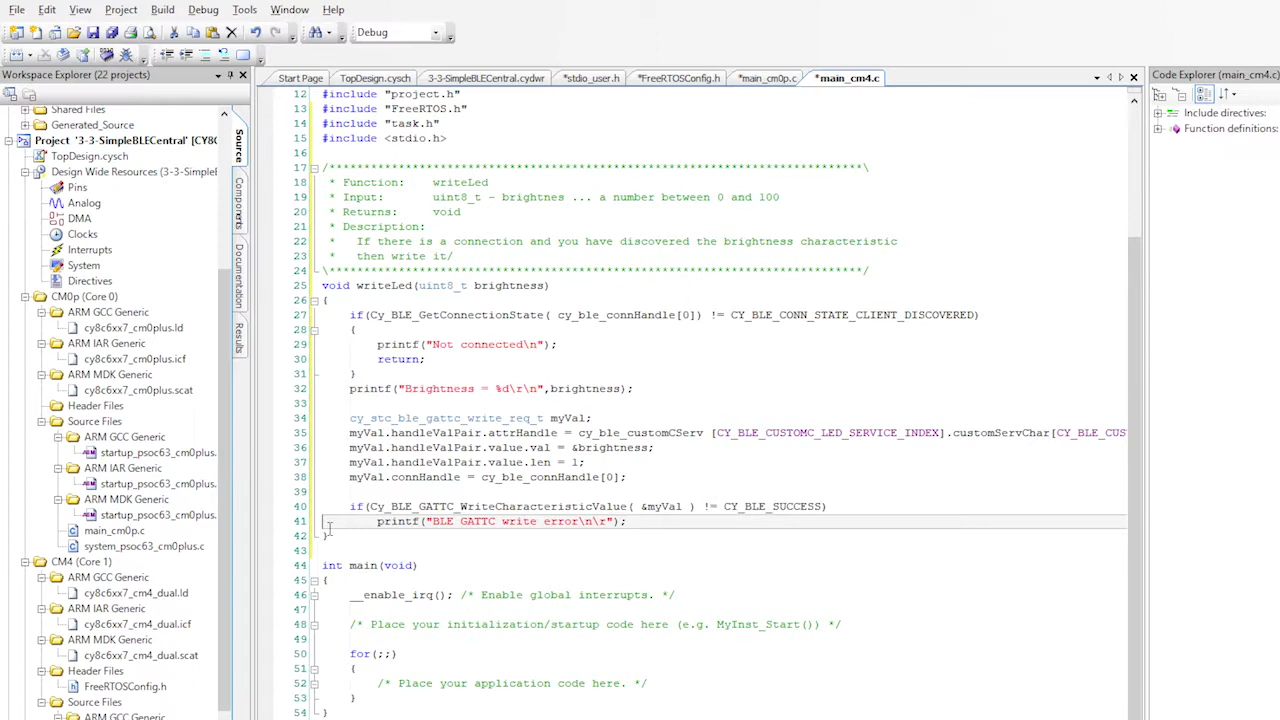 File Edit View Project Build Debug Tools Window Help
Debug
Workspace Explorer (22 projects)
Start Page TopDesign.cysch 3-3-SimpleBLECentral.cydwr *stdio_user.h *FreeRTOSConfig.h *main_cm0p.c *main_cm4.c
Code Explorer (main_cm4.c)
Shared Files
Generated_Source
Project '3-3-SimpleBLECentral' [CY8C
TopDesign.cysch
Design Wide Resources (3-3-Simple
Pins
Analog
DMA
Clocks
Interrupts
System
Directives
CM0p (Core 0)
ARM GCC Generic
cy8c6xx7_cm0plus.ld
ARM IAR Generic
cy8c6xx7_cm0plus.icf
ARM MDK Generic
cy8c6xx7_cm0plus.scat
Header Files
Source Files
ARM GCC Generic
startup_psoc63_cm0plus.
ARM IAR Generic
startup_psoc63_cm0plus.
ARM MDK Generic
startup_psoc63_cm0plus.
main_cm0p.c
system_psoc63_cm0plus.c
CM4 (Core 1)
ARM GCC Generic
cy8c6xx7_cm4_dual.ld
ARM IAR Generic
cy8c6xx7_cm4_dual.icf
ARM MDK Generic
cy8c6xx7_cm4_dual.scat
Header Files
FreeRTOSConfig.h
Source Files
ARM GCC Generic
Source
Components
Documentation
Results
12 #include "project.h"
13 #include "FreeRTOS.h"
14 #include "task.h"
15 #include <stdio.h>
16
17 /******************************************************************************\
18 * Function: writeLed
19 * Input: uint8_t - brightnes ... a number between 0 and 100
20 * Returns: void
21 * Description:
22 * If there is a connection and you have discovered the brightness characteristic
23 * then write it/
24 \******************************************************************************/
25 void writeLed(uint8_t brightness)
26 {
27 if(Cy_BLE_GetConnectionState( cy_ble_connHandle[0]) != CY_BLE_CONN_STATE_CLIENT_DISCOVERED)
28 {
29 printf("Not connected\n");
30 return;
31 }
32 printf("Brightness = %d\r\n",brightness);
33
34 cy_stc_ble_gattc_write_req_t myVal;
35 myVal.handleValPair.attrHandle = cy_ble_customCServ [CY_BLE_CUSTOMC_LED_SERVICE_INDEX].customServChar[CY_BLE_CUS
36 myVal.handleValPair.value.val = &brightness;
37 myVal.handleValPair.value.len = 1;
38 myVal.connHandle = cy_ble_connHandle[0];
39
40 if(Cy_BLE_GATTC_WriteCharacteristicValue( &myVal ) != CY_BLE_SUCCESS)
41 printf("BLE GATTC write error\n\r");
42 }
43
44 int main(void)
45 {
46 __enable_irq(); /* Enable global interrupts. */
47
48 /* Place your initialization/startup code here (e.g. MyInst_Start()) */
49
50 for(;;)
51 {
52 /* Place your application code here. */
53 }
54 }
Include directives:
Function definitions: